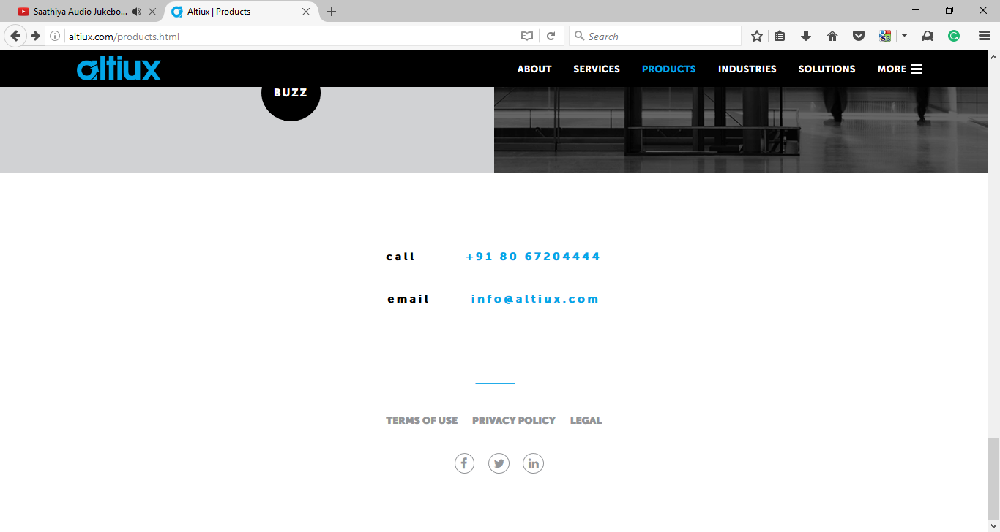 Saathiya Audio Jukebo...
Altiux | Products
altiux.com/products.html
Search
altiux
ABOUT SERVICES PRODUCTS INDUSTRIES SOLUTIONS MORE
BUZZ
call +91 80 67204444
email info@altiux.com
TERMS OF USE PRIVACY POLICY LEGAL